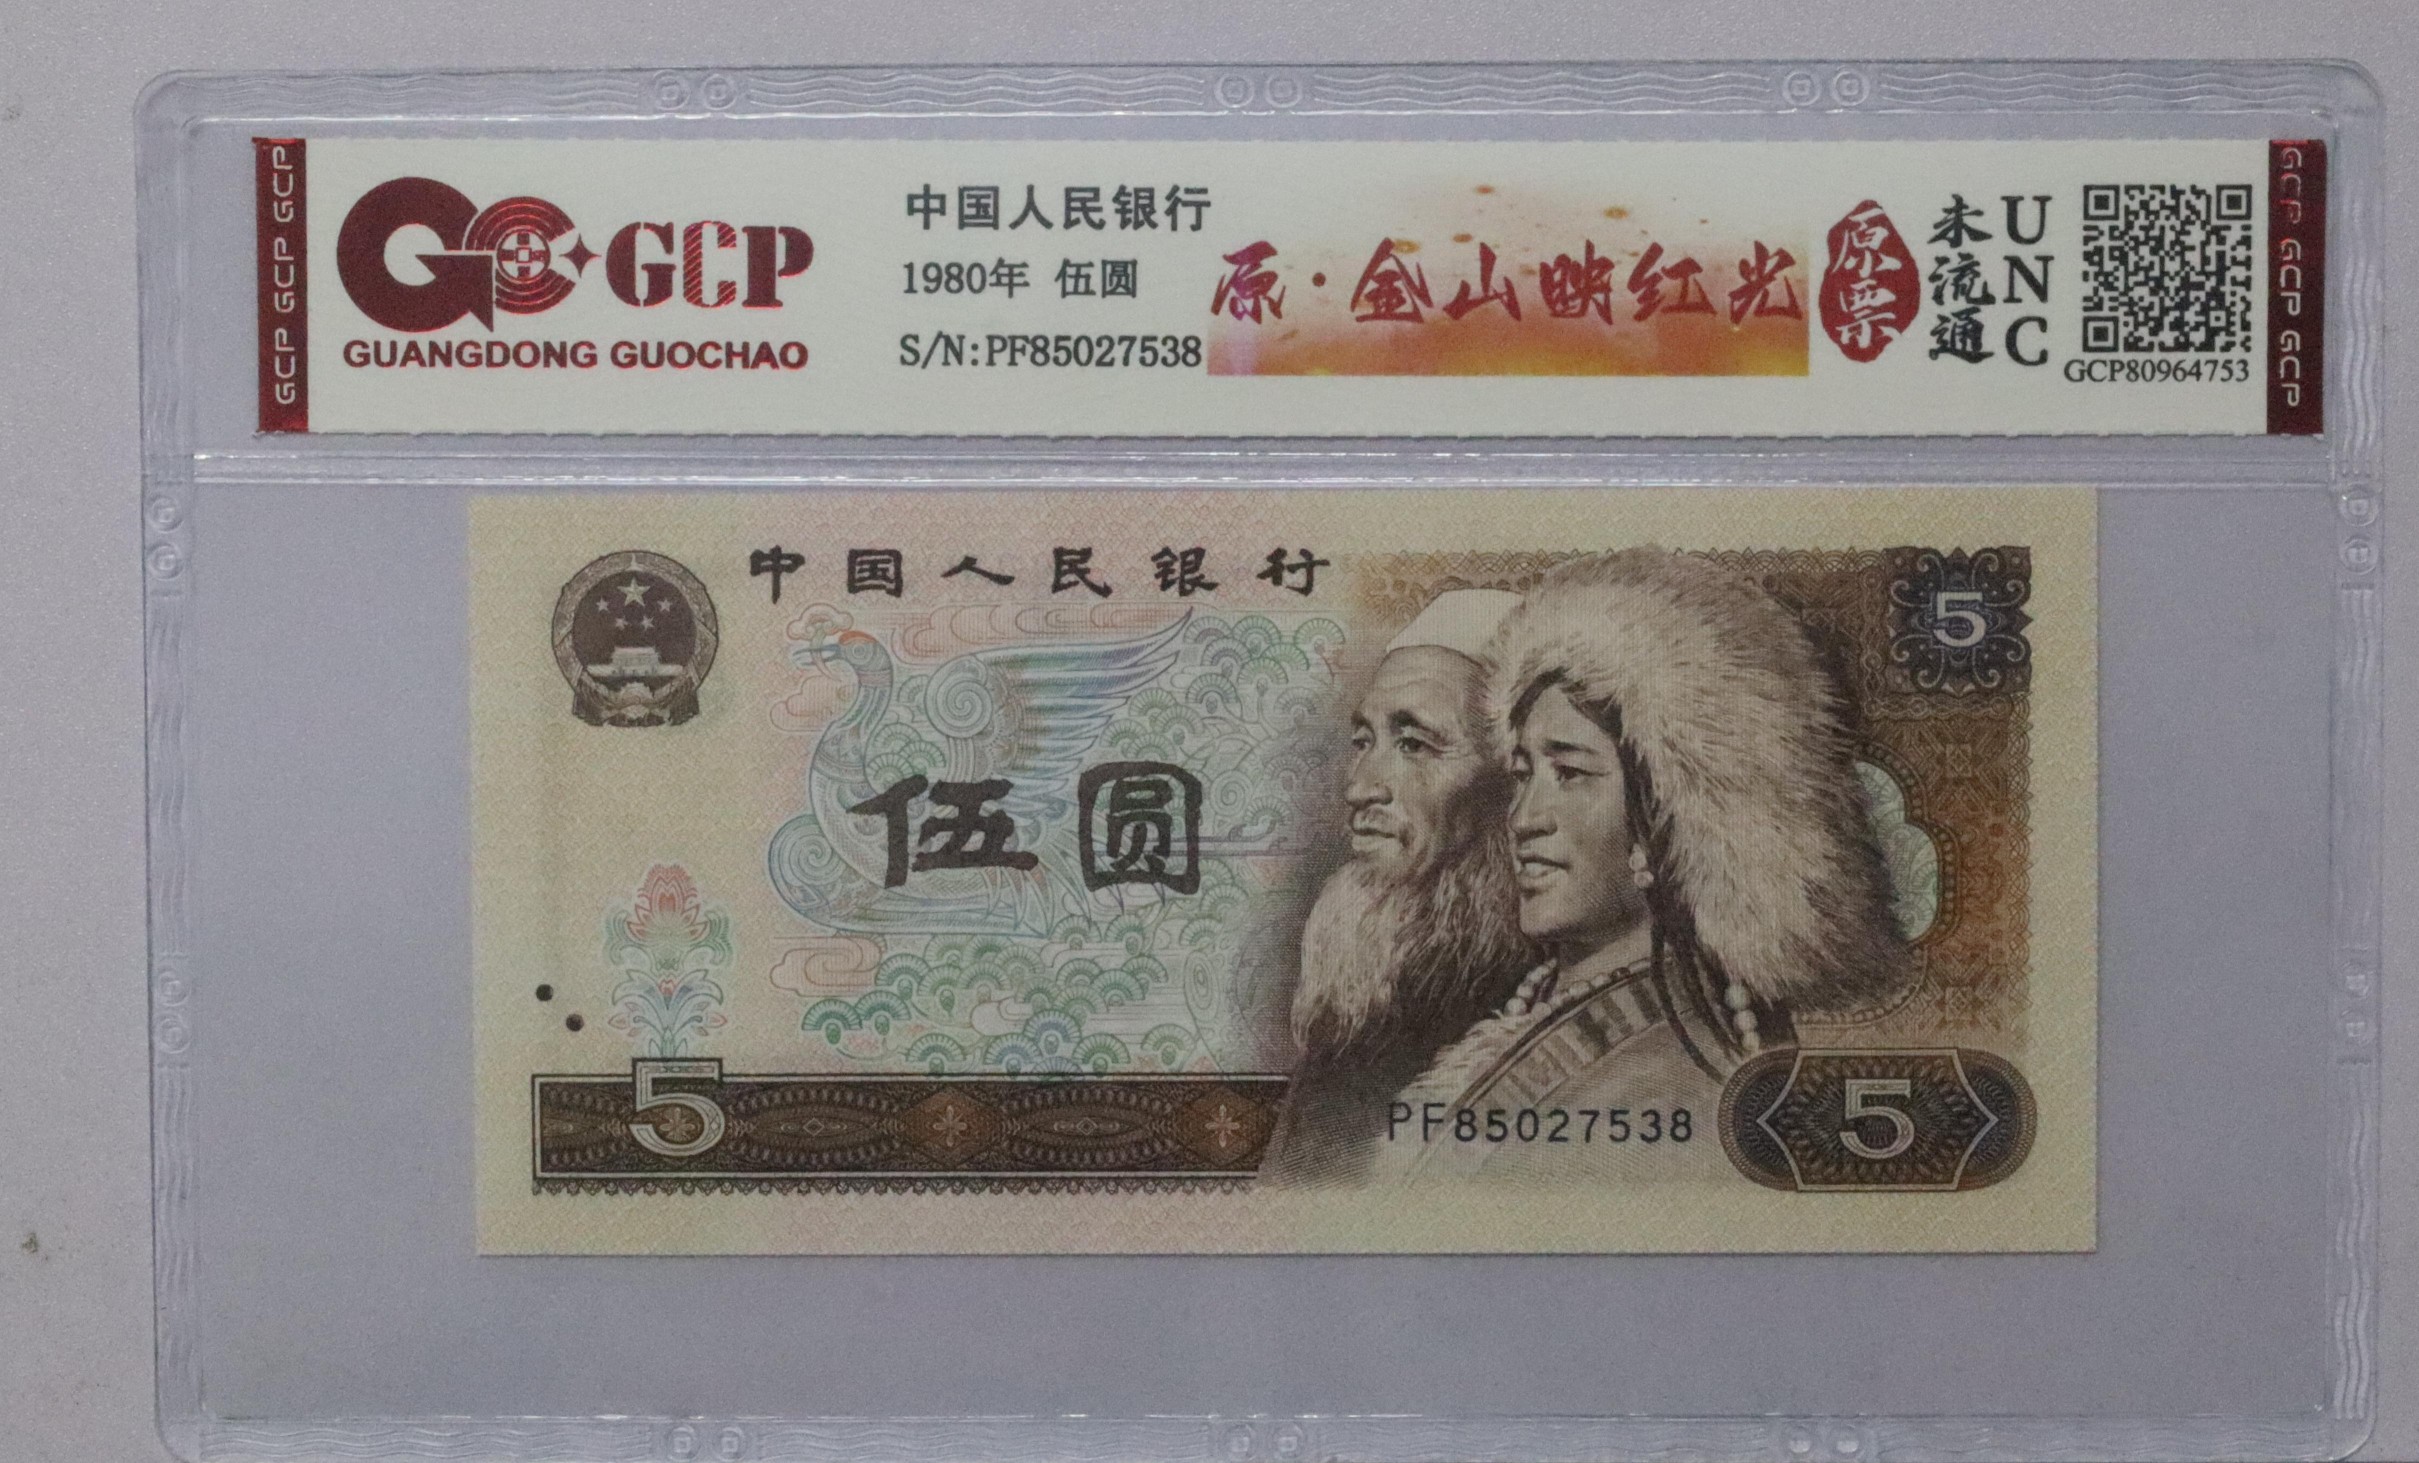 GCP GCP GCP
GCP
GUANGDONG GUOCHAO
中国人民银行
1980年 伍圆
S/N:PF85027538
原·金山映红光
原票
未流通
UNC
GCP80964753
GCP GCP GCP
中国人民银行
5
伍圆
5
PF85027538
5